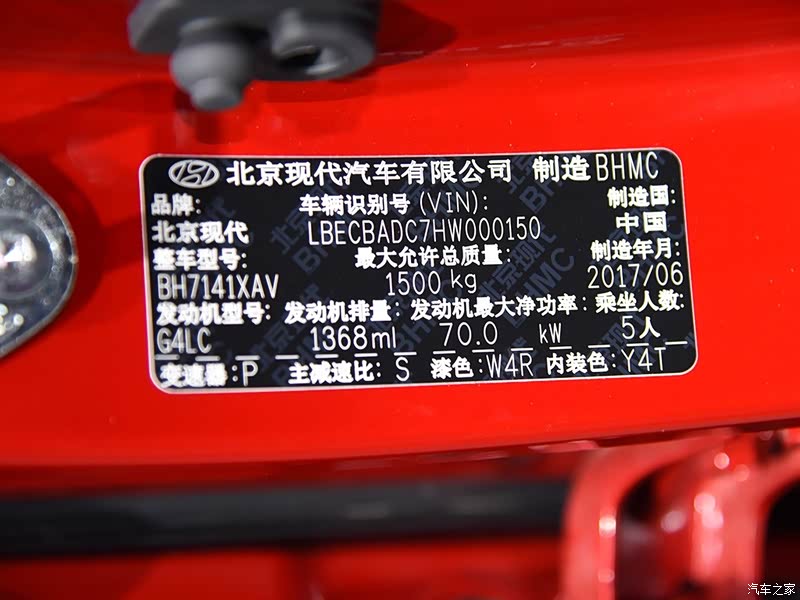 北京现代汽车有限公司 制造 BHMC
品牌: 车辆识别号(VIN): 制造国:
北京现代 LBECBADC7HW000150 中国
整车型号: 最大允许总质量: 制造年月:
BH7141XAV 1500 kg 2017/06
发动机型号: 发动机排量: 发动机最大净功率: 乘坐人数:
G4LC 1368ml 70.0 kW 5人
变速器:P 主减速比:S 漆色:W4R 内装色:Y4T
汽车之家